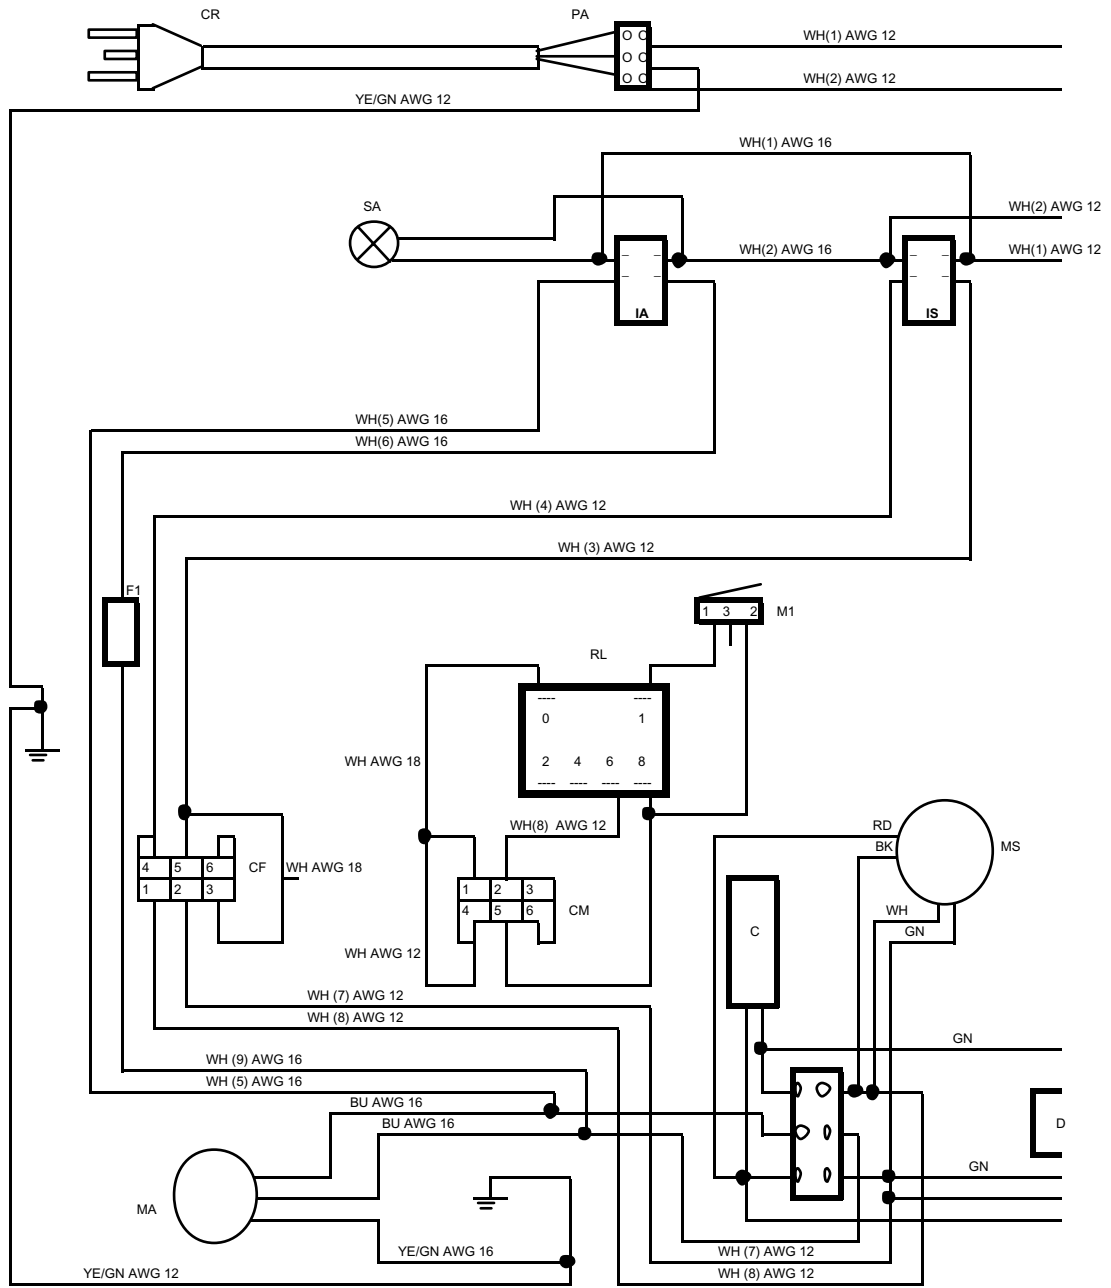 CR
PA
WH(1) AWG 12
WH(2) AWG 12
YE/GN AWG 12
WH(1) AWG 16
SA
WH(2) AWG 12
WH(2) AWG 16
WH(1) AWG 12
IA
IS
WH(5) AWG 16
WH(6) AWG 16
WH (4) AWG 12
WH (3) AWG 12
F1
1 3 2
M1
RL
0 1
WH AWG 18
2 4 6 8
WH(8) AWG 12
RD
BK
MS
4 5 6
CF
WH AWG 18
1 2 3
1 2 3
4 5 6
CM
WH
GN
C
WH AWG 12
WH (7) AWG 12
WH (8) AWG 12
GN
WH (9) AWG 16
WH (5) AWG 16
BU AWG 16
BU AWG 16
D
GN
MA
YE/GN AWG 16
WH (7) AWG 12
YE/GN AWG 12
WH (8) AWG 12